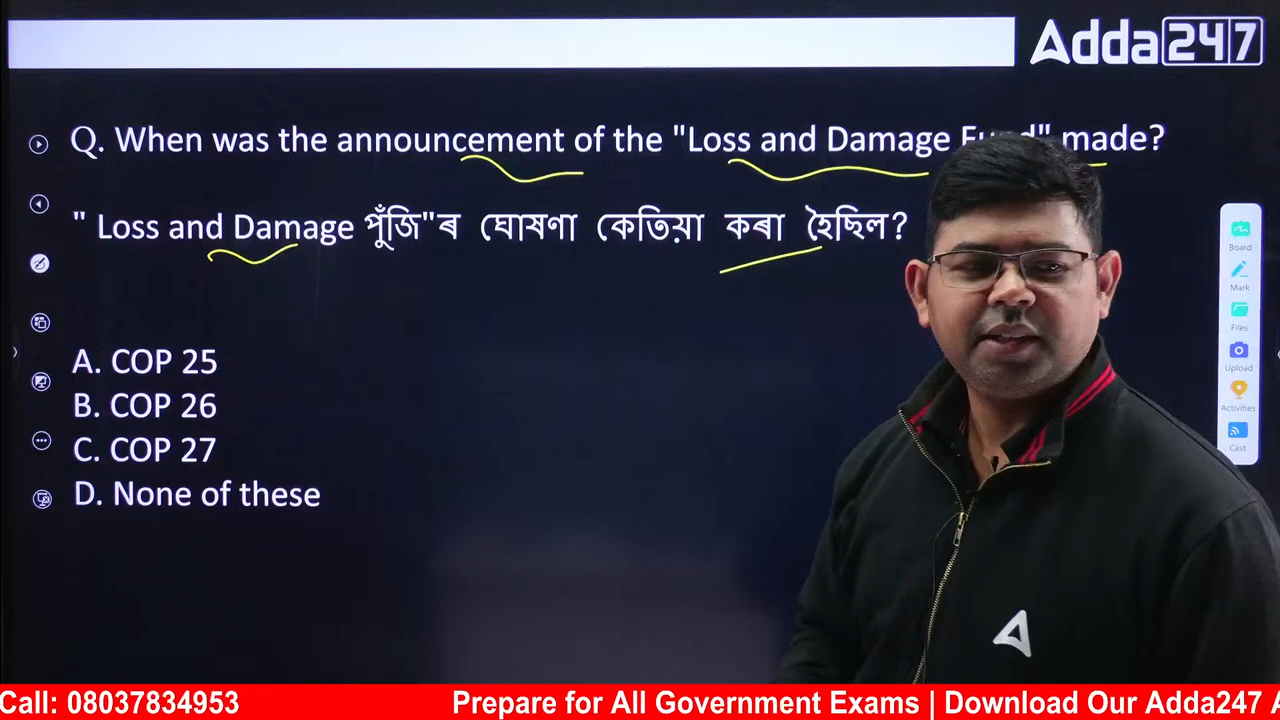 Adda247
Q. When was the announcement of the "Loss and Damage Fund" made?
" Loss and Damage পুঁজি"ৰ ঘোষণা কেতিয়া কৰা হৈছিল?
A. COP 25
B. COP 26
C. COP 27
D. None of these
Board
Mark
Files
Upload
Activities
Cast
Call: 08037834953 Prepare for All Government Exams | Download Our Adda247 A